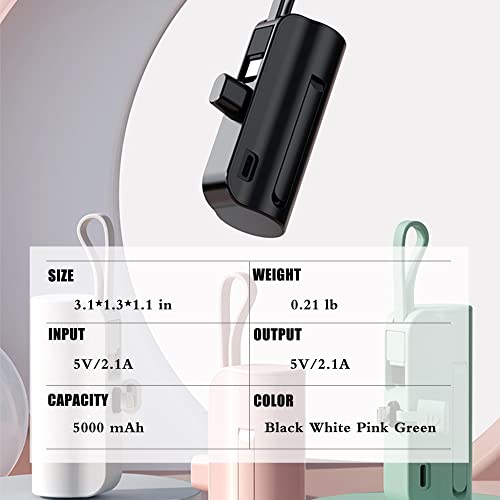 SIZE
3.1*1.3*1.1 in
WEIGHT
0.21 lb
INPUT
5V/2.1A
OUTPUT
5V/2.1A
CAPACITY
5000 mAh
COLOR
Black White Pink Green